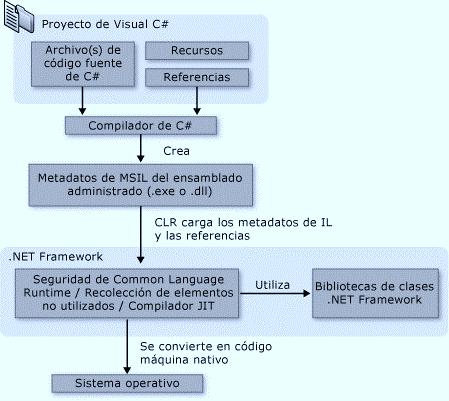 Proyecto de Visual C#
Archivo(s) de
código fuente
de C#
Recursos
Referencias
Compilador de C#
Crea
Metadatos de MSIL del ensamblado
administrado (.exe o .dll)
CLR carga los metadatos de IL
y las referencias
.NET Framework
Seguridad de Common Language
Runtime / Recolección de elementos
no utilizados / Compilador JIT
Utiliza
Bibliotecas de clases
.NET Framework
Se convierte en código
máquina nativo
Sistema operativo